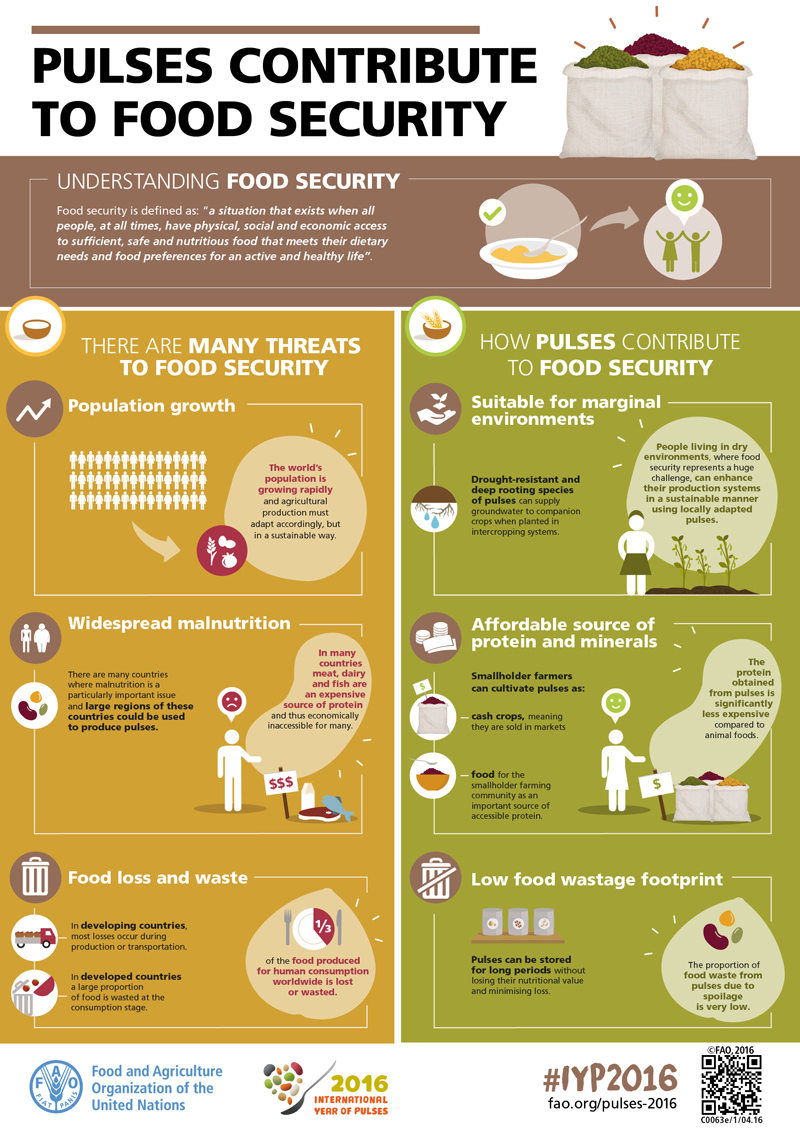 PULSES CONTRIBUTE
TO FOOD SECURITY
UNDERSTANDING FOOD SECURITY
Food security is defined as: “a situation that exists when all
people, at all times, have physical, social and economic access
to sufficient, safe and nutritious food that meets their dietary
needs and food preferences for an active and healthy life”.
THERE ARE MANY THREATS
TO FOOD SECURITY
Population growth
The world's
population is
growing rapidly
and agricultural
production must
adapt accordingly, but
in a sustainable way.
Widespread malnutrition
There are many countries
where malnutrition is a
particularly important issue
and large regions of these
countries could be used
to produce pulses.
In many
countries
meat, dairy
and fish are
an expensive
source of protein
and thus economically
inaccessible for many.
$$$
Food loss and waste
In developing countries,
most losses occur during
production or transportation.
In developed countries
a large proportion
of food is wasted at the
consumption stage.
1/3
of the food produced
for human consumption
worldwide is lost
or wasted.
HOW PULSES CONTRIBUTE
TO FOOD SECURITY
Suitable for marginal
environments
Drought-resistant and
deep rooting species
of pulses can supply
groundwater to companion
crops when planted in
intercropping systems.
People living in dry
environments, where food
security represents a huge
challenge, can enhance
their production systems
in a sustainable manner
using locally adapted
pulses.
Affordable source of
protein and minerals
Smallholder farmers
can cultivate pulses as:
$
cash crops, meaning
they are sold in markets
food for the
smallholder farming
community as an
important source of
accessible protein.
The
protein
obtained
from pulses is
significantly
less expensive
compared to
animal foods.
$
Low food wastage footprint
Pulses can be stored
for long periods without
losing their nutritional value
and minimising loss.
The proportion of
food waste from
pulses due to
spoilage
is very low.
F A O
FIAT PANIS
Food and Agriculture
Organization of the
United Nations
2016
INTERNATIONAL
YEAR OF PULSES
#IYP2016
fao.org/pulses-2016
©FAO, 2016
C0063e/1/04.16